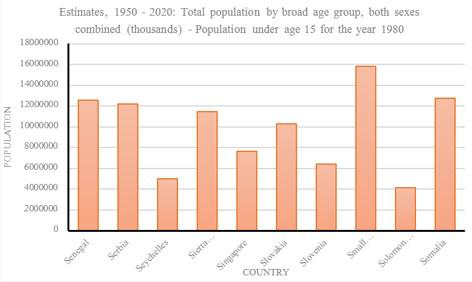 Estimates, 1950 - 2020: Total population by broad age group, both sexes
combined (thousands) - Population under age 15 for the year 1980
18000000
16000000
14000000
12000000
10000000
8000000
6000000
4000000
2000000
0
POPULATION
Senegal
Serbia
Seychelles
Sierra...
Singapore
Slovakia
Slovenia
Small...
Solomon...
Somalia
COUNTRY